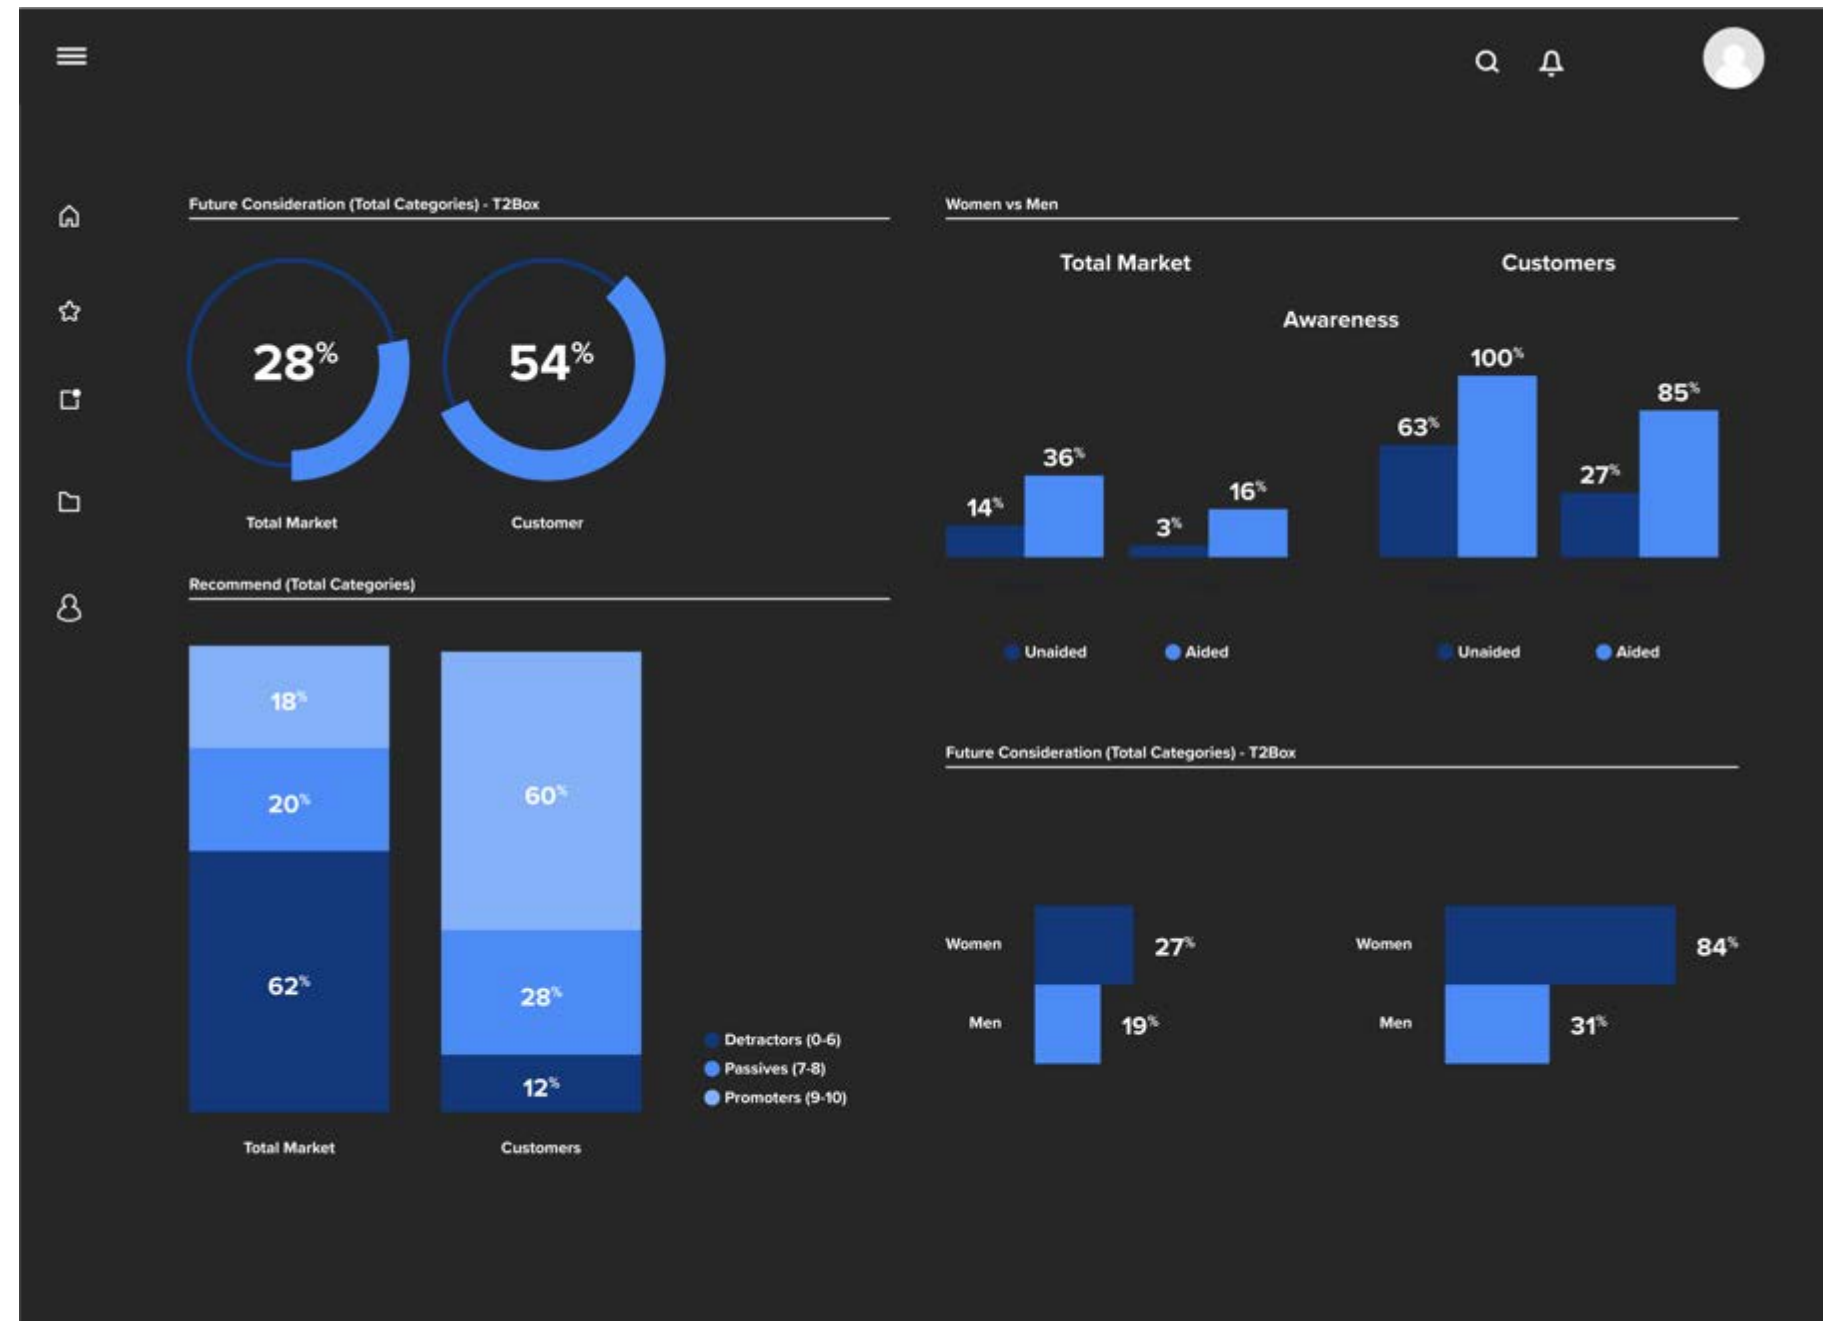 Future Consideration (Total Categories) - T2Box
28%
54%
Total Market
Customer
Recommend (Total Categories)
18%
20%
62%
60%
28%
12%
Detractors (0-6)
Passives (7-8)
Promoters (9-10)
Total Market
Customers
Women vs Men
Total Market
Customers
Awareness
14%
36%
3%
16%
63%
100%
27%
85%
Unaided
Aided
Unaided
Aided
Future Consideration (Total Categories) - T2Box
Women
27%
Men
19%
Women
84%
Men
31%